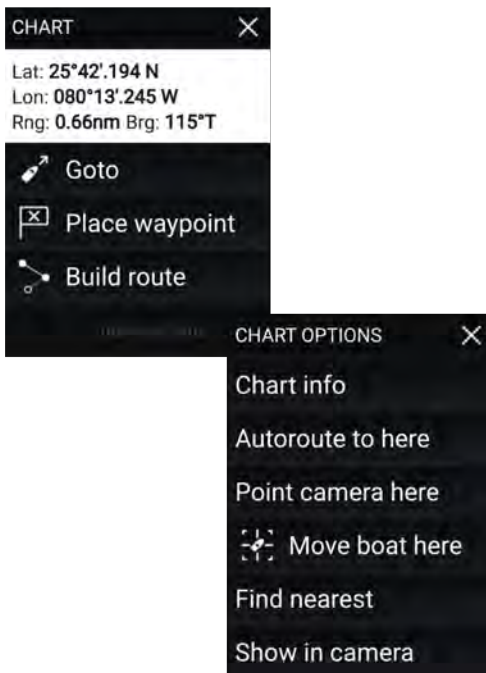 CHART
Lat: 25°42'.194 N
Lon: 080°13'.245 W
Rng: 0.66nm Brg: 115°T
Goto
Place waypoint
Build route
CHART OPTIONS
Chart info
Autoroute to here
Point camera here
Move boat here
Find nearest
Show in camera